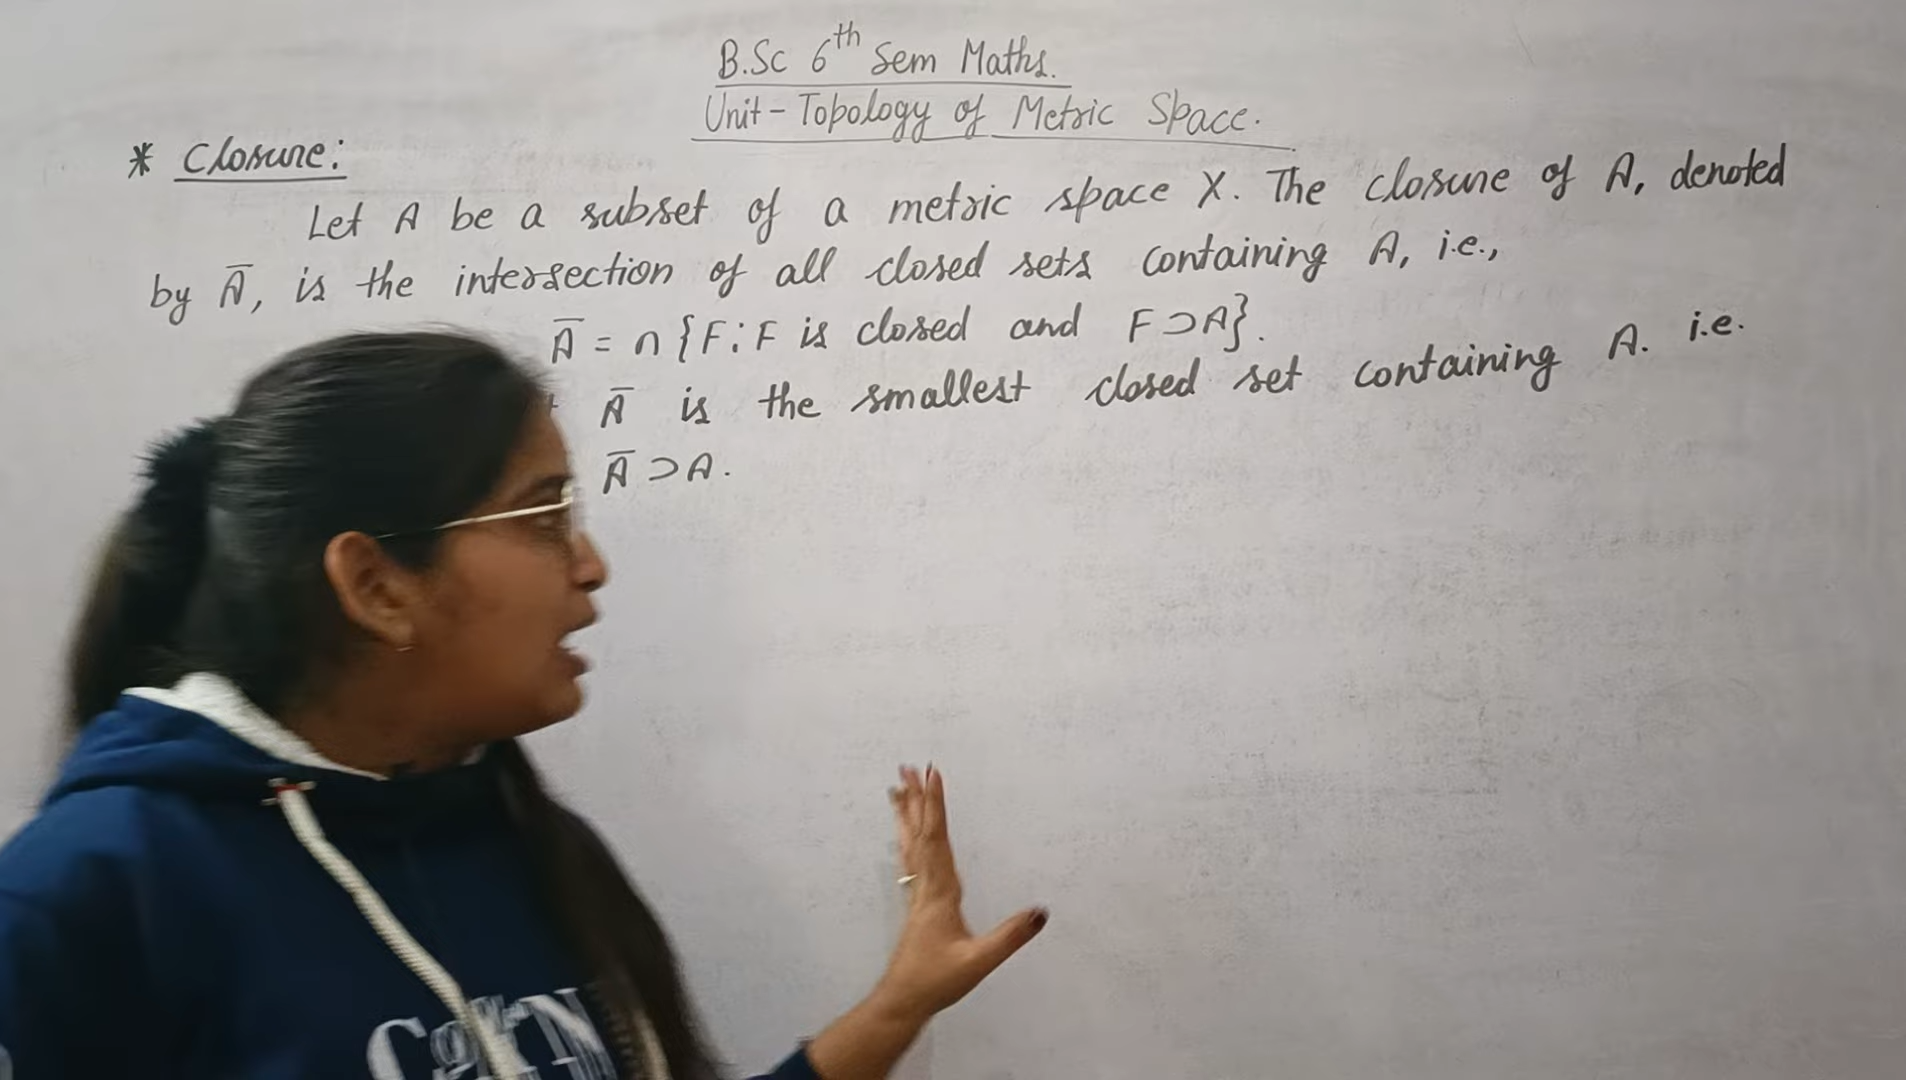 B.Sc 6th Sem Maths.
Unit - Topology of Metric Space.
* Closure:
Let A be a subset of a metric space X. The closure of A, denoted
by Ā, is the intersection of all closed sets containing A, i.e.,
Ā = ∩ {F : F is closed and F ⊃ A}.
Ā is the smallest closed set containing A. i.e.
Ā ⊃ A.